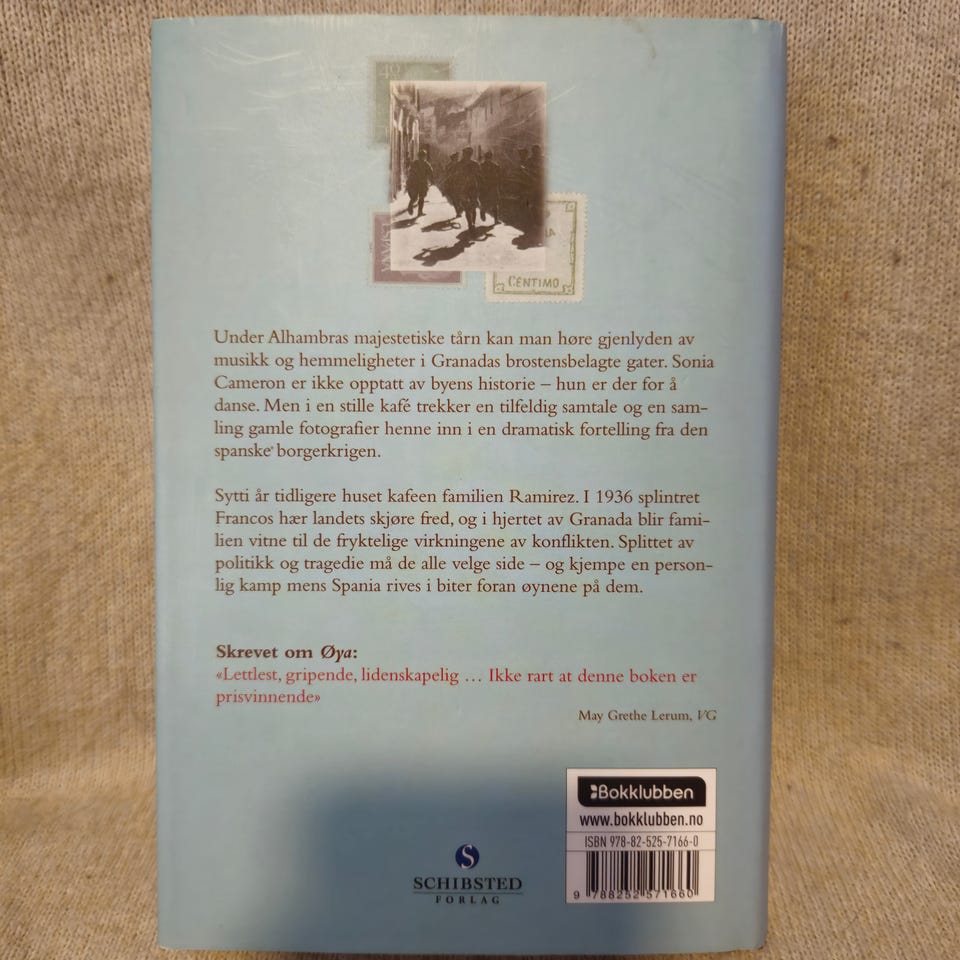 CENTIMO
Under Alhambras majestetiske tårn kan man høre gjenlyden av
musikk og hemmeligheter i Granadas brostensbelagte gater. Sonia
Cameron er ikke opptatt av byens historie – hun er der for å
danse. Men i en stille kafé trekker en tilfeldig samtale og en sam-
ling gamle fotografier henne inn i en dramatisk fortelling fra den
spanske borgerkrigen.
Sytti år tidligere huset kafeen familien Ramirez. I 1936 splintret
Francos hær landets skjøre fred, og i hjertet av Granada blir fami-
lien vitne til de fryktelige virkningene av konflikten. Splittet av
politikk og tragedie må de alle velge side – og kjempe en person-
lig kamp mens Spania rives i biter foran øynene på dem.
Skrevet om Øya:
«Lettlest, gripende, lidenskapelig … Ikke rart at denne boken er
prisvinnende»
May Grethe Lerum, VG
Bokklubben
www.bokklubben.no
ISBN 978-82-525-7166-0
9 788252 571660
S
SCHIBSTED
FORLAG